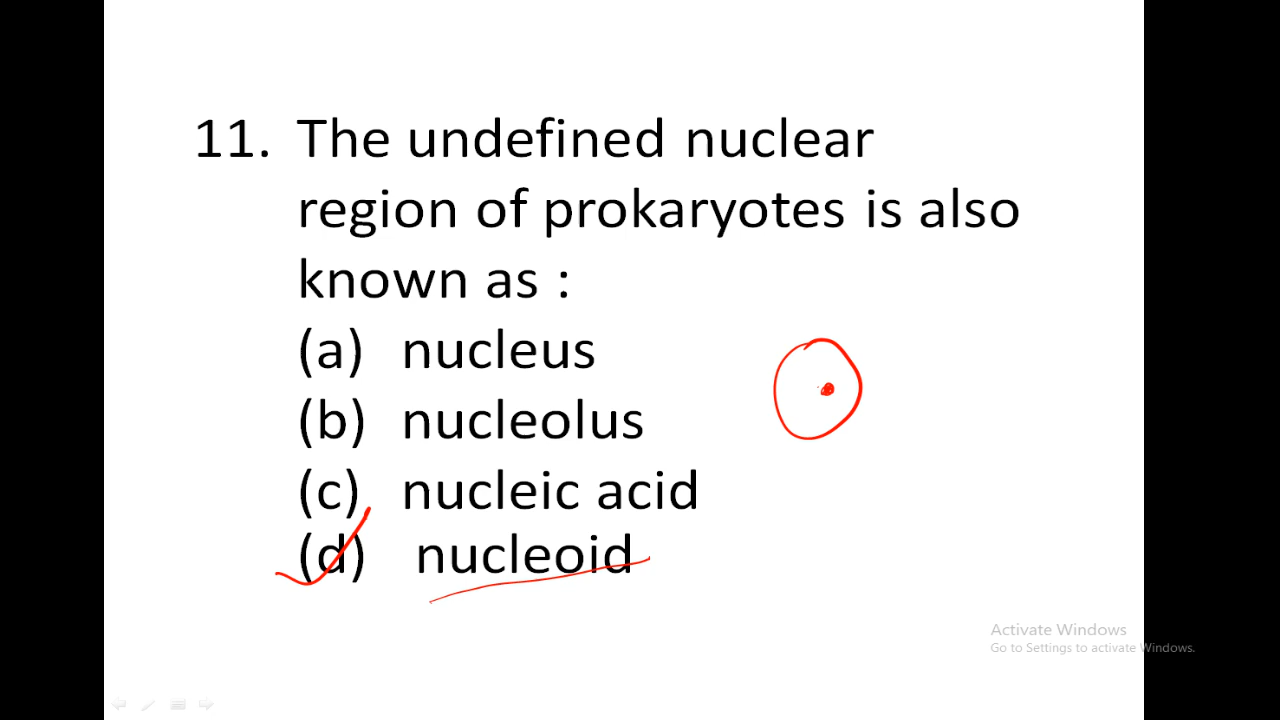 11. The undefined nuclear
region of prokaryotes is also
known as :
(a) nucleus
(b) nucleolus
(c) nucleic acid
(d) nucleoid
Activate Windows
Go to Settings to activate Windows.